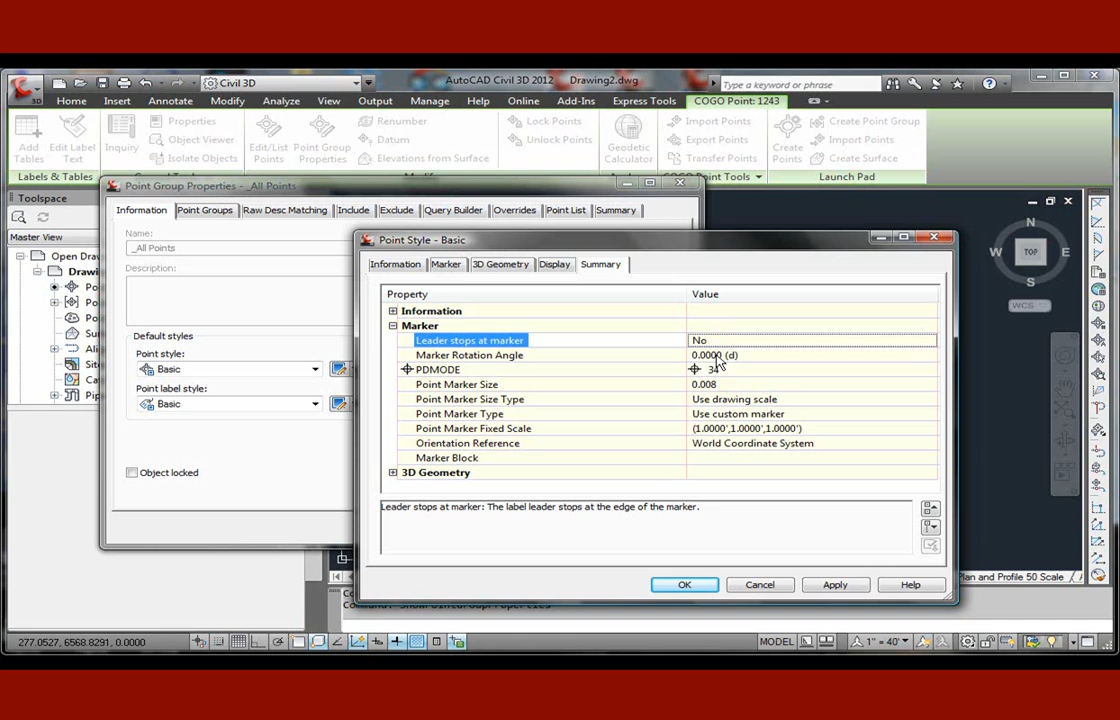 Civil 3D
AutoCAD Civil 3D 2012 Drawing2.dwg
Type a keyword or phrase
3D
Home Insert Annotate Modify Analyze View Output Manage Help Online Add-Ins Express Tools COGO Point: 1243
Add Tables
Edit Label Text
Inquiry
Properties
Object Viewer
Isolate Objects
Edit/List Points
Point Group Properties
Renumber
Datum
Elevations from Surface
Lock Points
Unlock Points
Geodetic Calculator
Import Points
Export Points
Transfer Points
Create Points
Create Point Group
Import Points
Create Surface
Labels & Tables
COGO Point Tools
Launch Pad
Toolspace
Master View
Open Draw
Drawi
Point Group Properties - _All Points
Information Point Groups Raw Desc Matching Include Exclude Query Builder Overrides Point List Summary
Name:
_All Points
Description:
Default styles
Point style:
Basic
Point label style:
Basic
Object locked
Point Style - Basic
Information Marker 3D Geometry Display Summary
Property Value
Information
Marker
Leader stops at marker No
Marker Rotation Angle 0.0000 (d)
PDMODE 34
Point Marker Size 0.008
Point Marker Size Type Use drawing scale
Point Marker Type Use custom marker
Point Marker Fixed Scale (1.0000',1.0000',1.0000')
Orientation Reference World Coordinate System
Marker Block
3D Geometry
Leader stops at marker: The label leader stops at the edge of the marker.
OK Cancel Apply Help
N
W TOP E
S
WCS
Plan and Profile 50 Scale
277.0527, 6568.8291, 0.0000
MODEL
1" = 40'